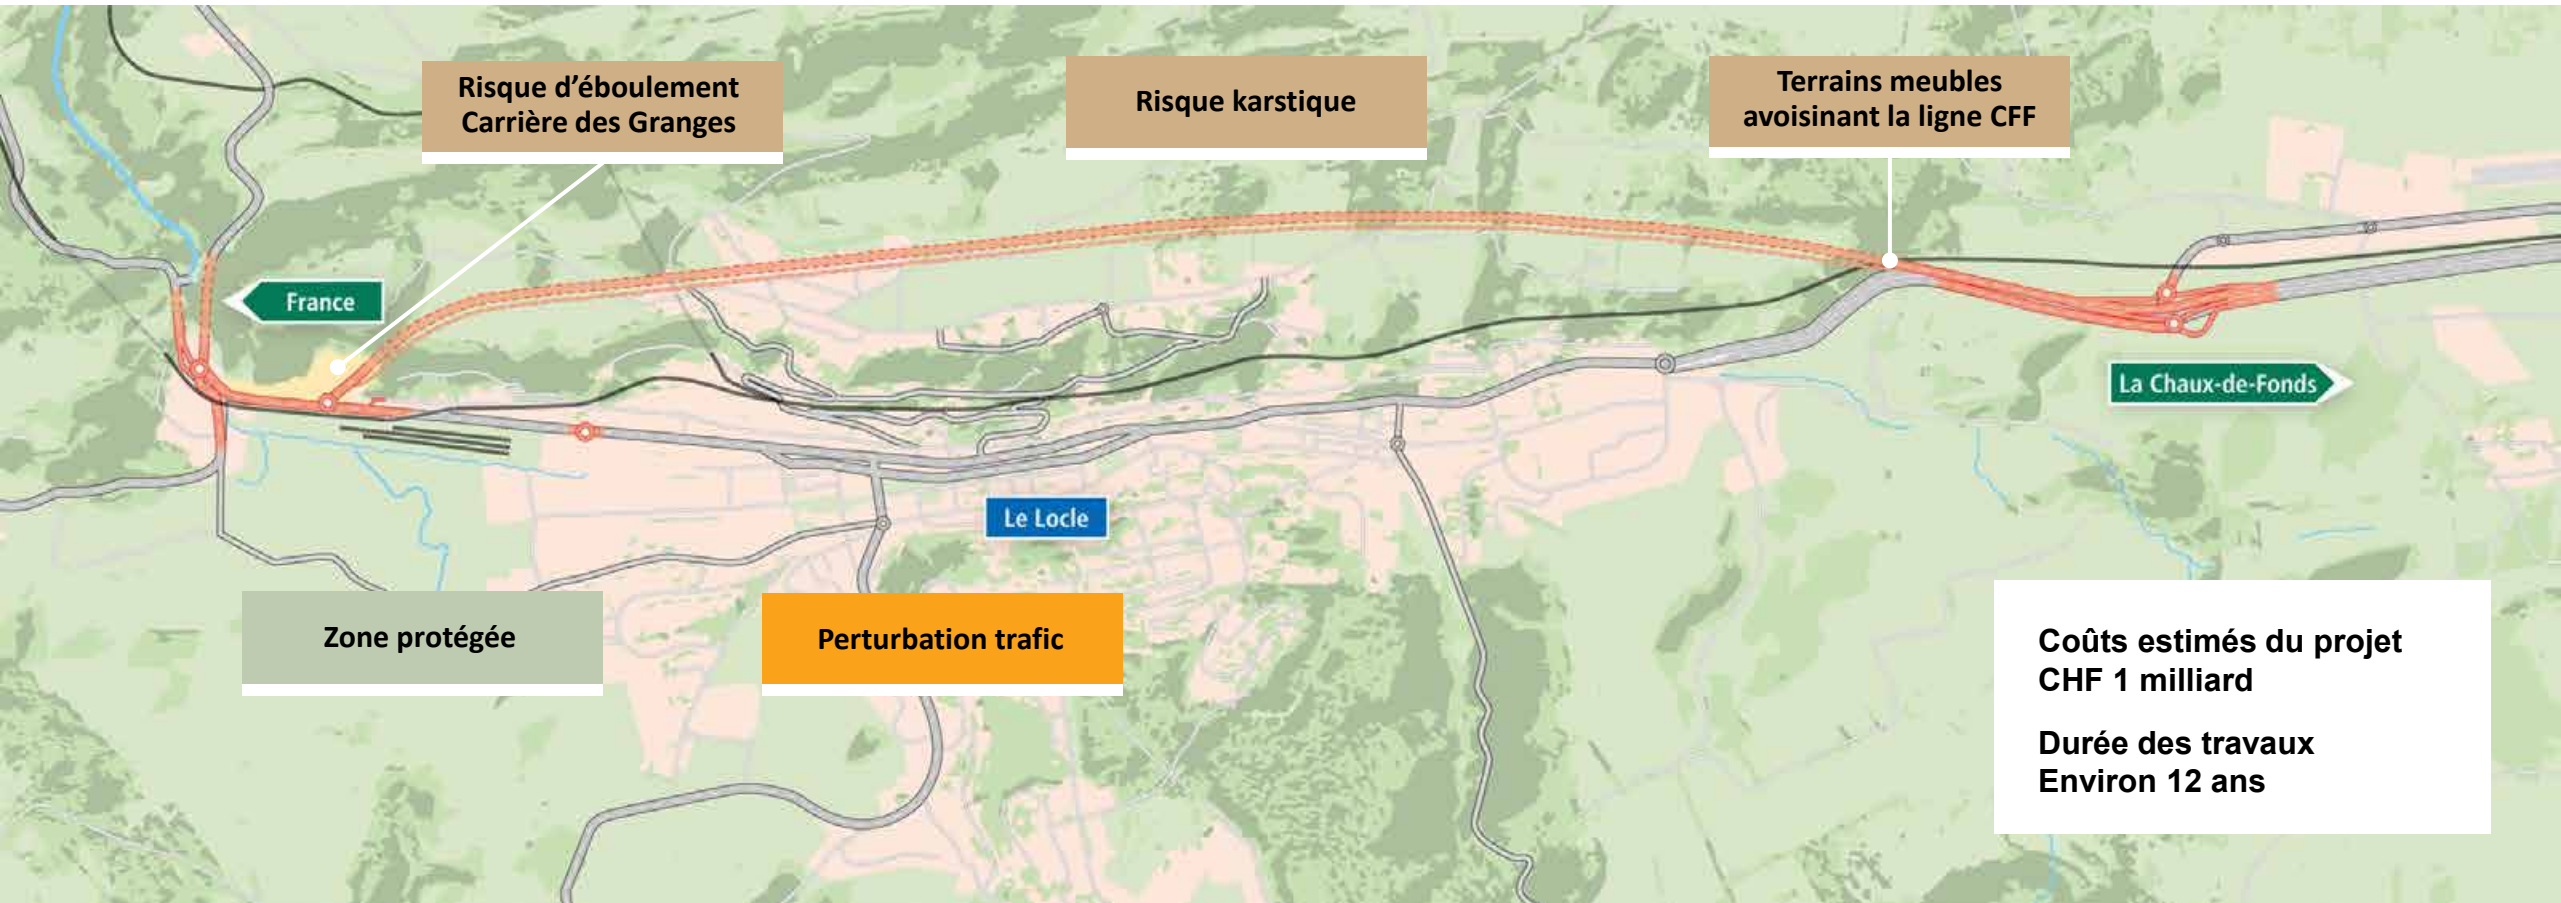 Risque d'éboulement
Carrière des Granges
Risque karstique
Terrains meubles
avoisinant la ligne CFF
France
La Chaux-de-Fonds
Le Locle
Zone protégée
Perturbation trafic
Coûts estimés du projet
CHF 1 milliard
Durée des travaux
Environ 12 ans